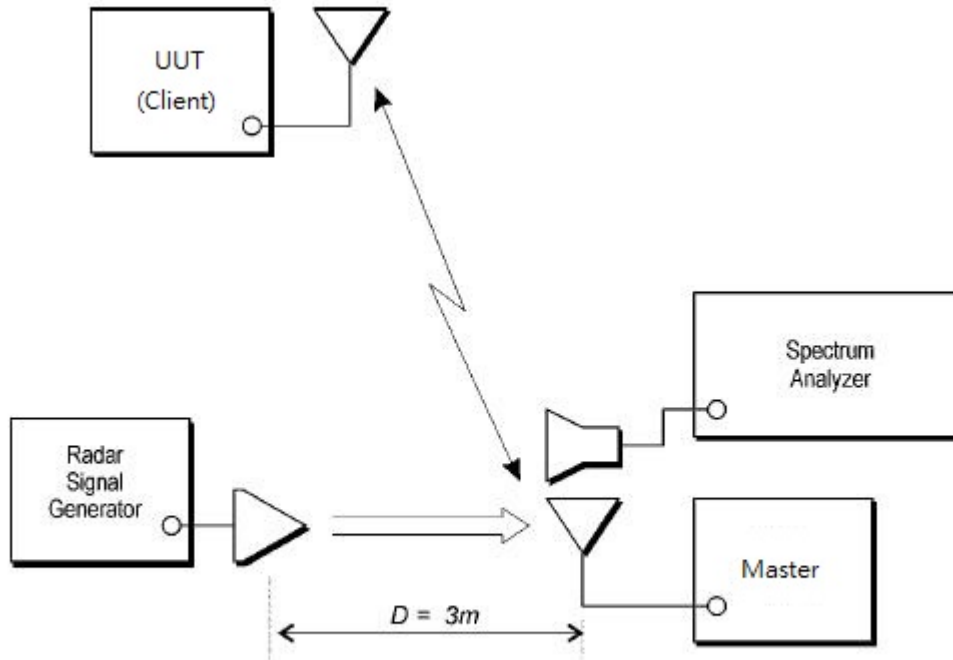 UUT
(Client)
Spectrum
Analyzer
Radar
Signal
Generator
Master
D = 3m